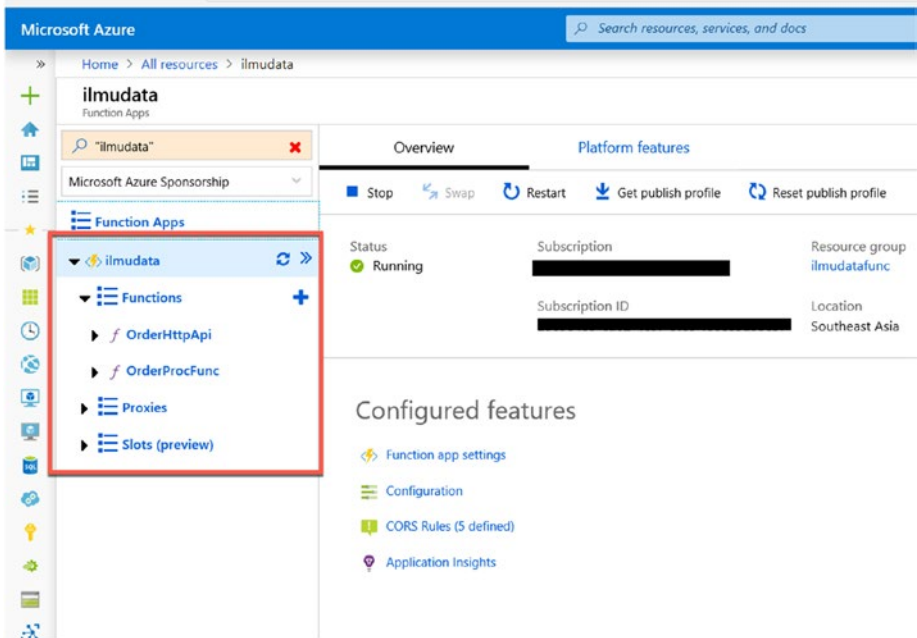 Microsoft Azure
Search resources, services, and docs
Home > All resources > ilmudata
ilmudata
Function Apps
"ilmudata"
Microsoft Azure Sponsorship
Function Apps
ilmudata
Functions
f OrderHttpApi
f OrderProcFunc
Proxies
Slots (preview)
Overview
Platform features
Stop
Swap
Restart
Get publish profile
Reset publish profile
Status
Running
Subscription
Resource group
ilmudatafunc
Subscription ID
Location
Southeast Asia
Configured features
Function app settings
Configuration
CORS Rules (5 defined)
Application Insights
SQL